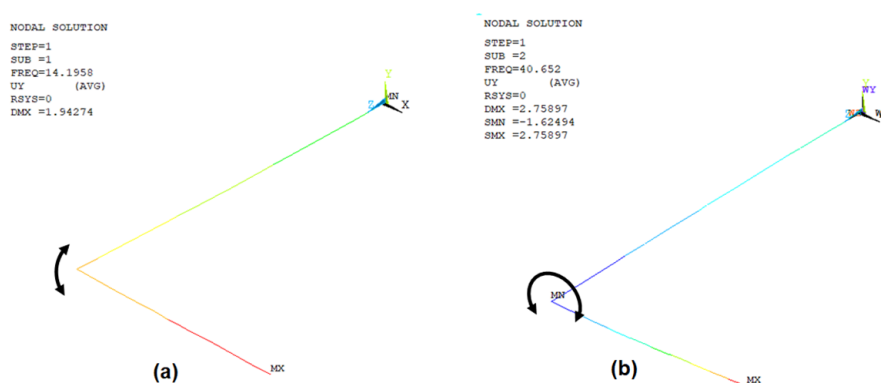 NODAL SOLUTION
STEP=1
SUB =1
FREQ=14.1958
UY (AVG)
RSYS=0
DMX =1.94274
Y
Z
MN
X
MX
(a)
NODAL SOLUTION
STEP=1
SUB =2
FREQ=40.652
UY (AVG)
RSYS=0
DMX =2.75897
SMN =-1.62494
SMX =2.75897
WY
MN
MX
(b)